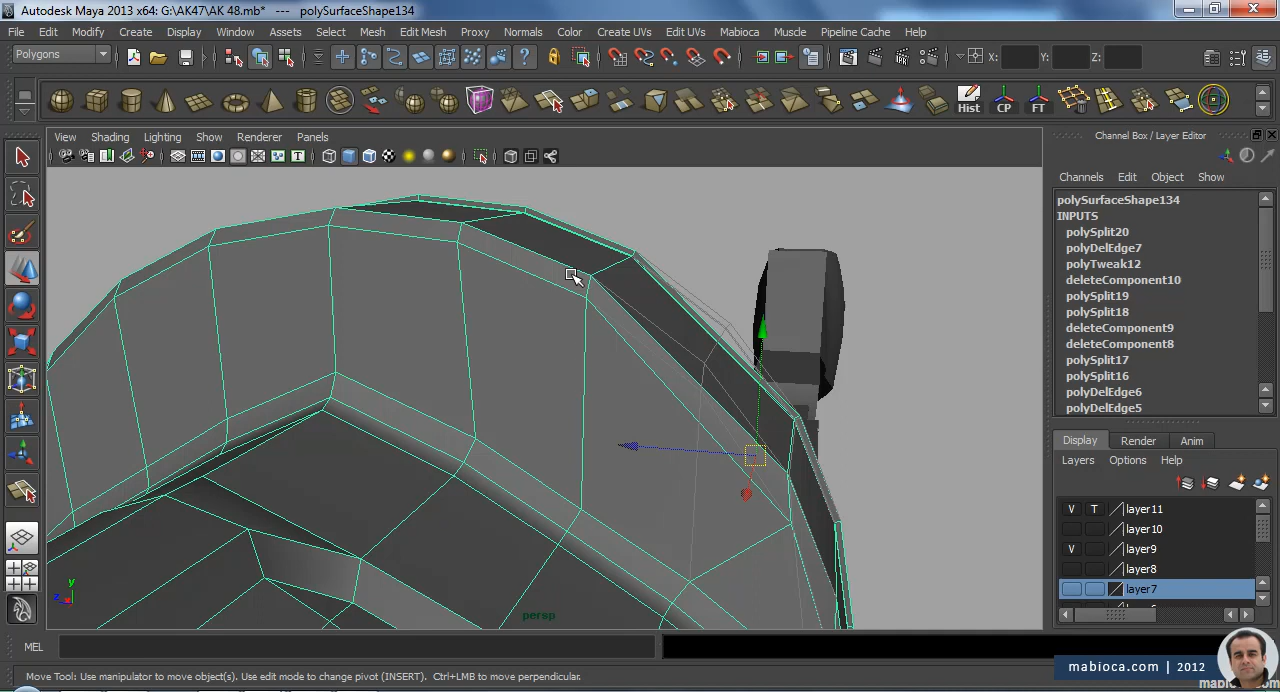 Autodesk Maya 2013 x64: G:\AK47\AK 48.mb* --- polySurfaceShape134
File Edit Modify Create Display Window Assets Select Mesh Edit Mesh Proxy Normals Color Create UVs Edit UVs Mabioca Muscle Pipeline Cache Help
Polygons
X: Y: Z:
Hist CP FT
View Shading Lighting Show Renderer Panels
Channel Box / Layer Editor
Channels Edit Object Show
polySurfaceShape134
INPUTS
polySplit20
polyDelEdge7
polyTweak12
deleteComponent10
polySplit19
polySplit18
deleteComponent9
deleteComponent8
polySplit17
polySplit16
polyDelEdge6
polyDelEdge5
Display Render Anim
Layers Options Help
V T layer11
layer10
V layer9
layer8
layer7
y
z
persp
MEL
mabioca.com | 2012
Move Tool: Use manipulator to move object(s). Use edit mode to change pivot (INSERT). Ctrl+LMB to move perpendicular.